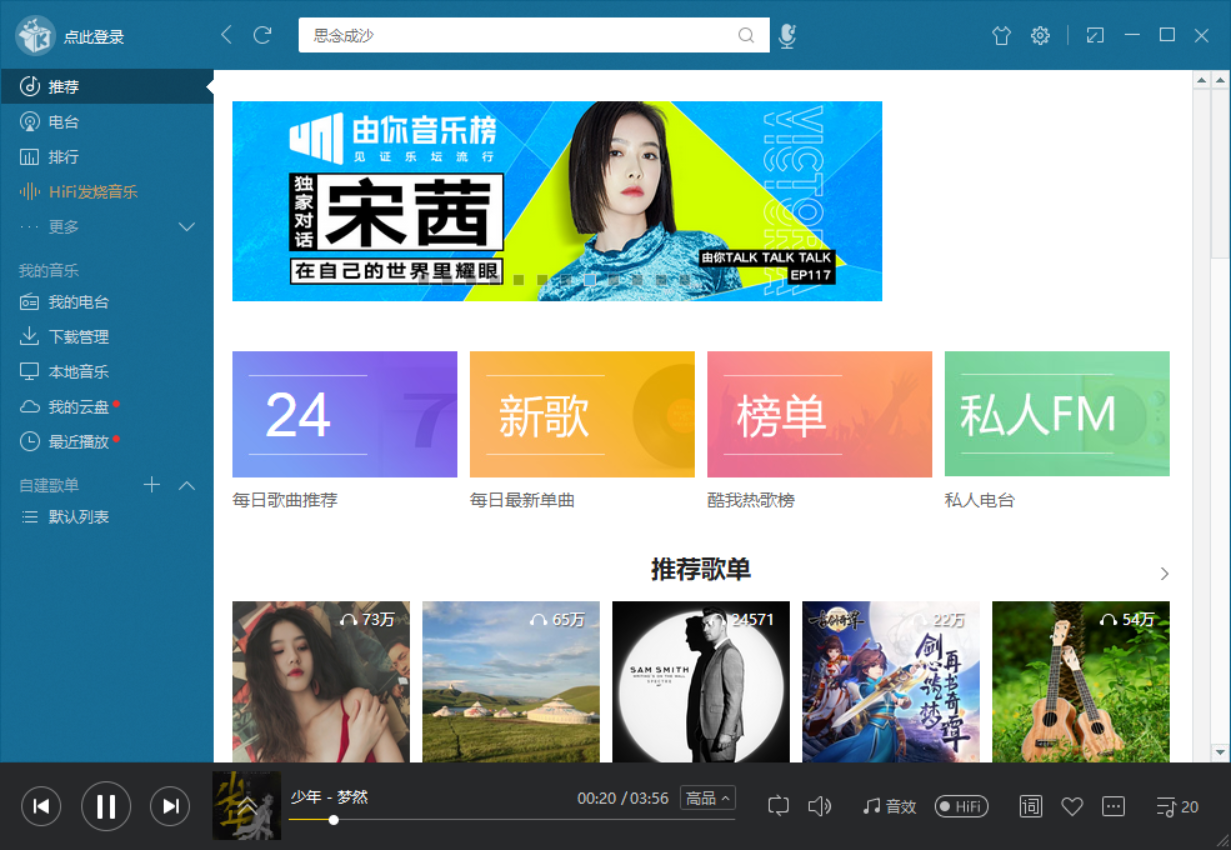 点此登录
思念成沙
推荐
电台
排行
HiFi发烧音乐
更多
我的音乐
我的电台
下载管理
本地音乐
我的云盘
最近播放
自建歌单
默认列表
uni 由你音乐榜
见证乐坛流行
独家对话
宋茜
在自己的世界里耀眼
VICTORIA
由你TALK TALK TALK
EP117
24
7
新歌
榜单
私人FM
每日歌曲推荐
每日最新单曲
酷我热歌榜
私人电台
推荐歌单
73万
65万
24571
22万
54万
SAM SMITH
WRITING'S ON THE WALL
SPECTRE
剑心
再书奇谭
少年
少年 - 梦然
00:20 / 03:56
高品
音效
HiFi
词
20